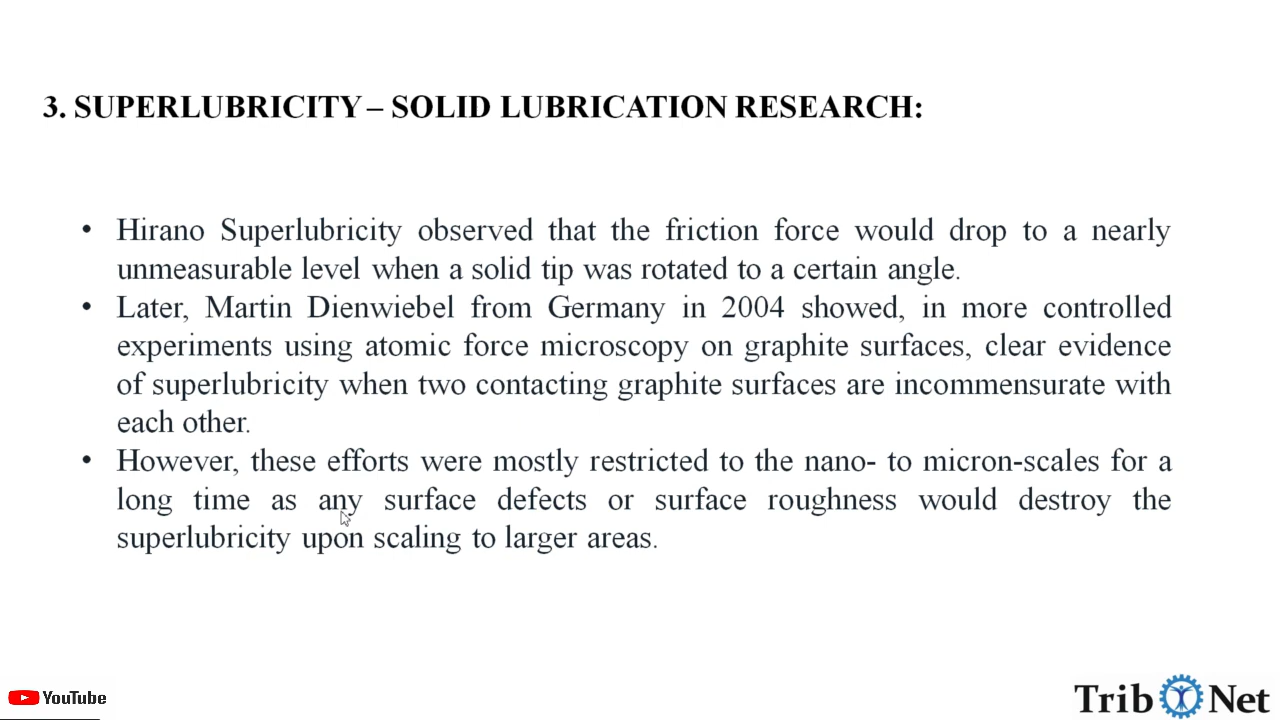 3. SUPERLUBRICITY – SOLID LUBRICATION RESEARCH:
• Hirano Superlubricity observed that the friction force would drop to a nearly
unmeasurable level when a solid tip was rotated to a certain angle.
• Later, Martin Dienwiebel from Germany in 2004 showed, in more controlled
experiments using atomic force microscopy on graphite surfaces, clear evidence
of superlubricity when two contacting graphite surfaces are incommensurate with
each other.
• However, these efforts were mostly restricted to the nano- to micron-scales for a
long time as any surface defects or surface roughness would destroy the
superlubricity upon scaling to larger areas.
YouTube
Trib Net